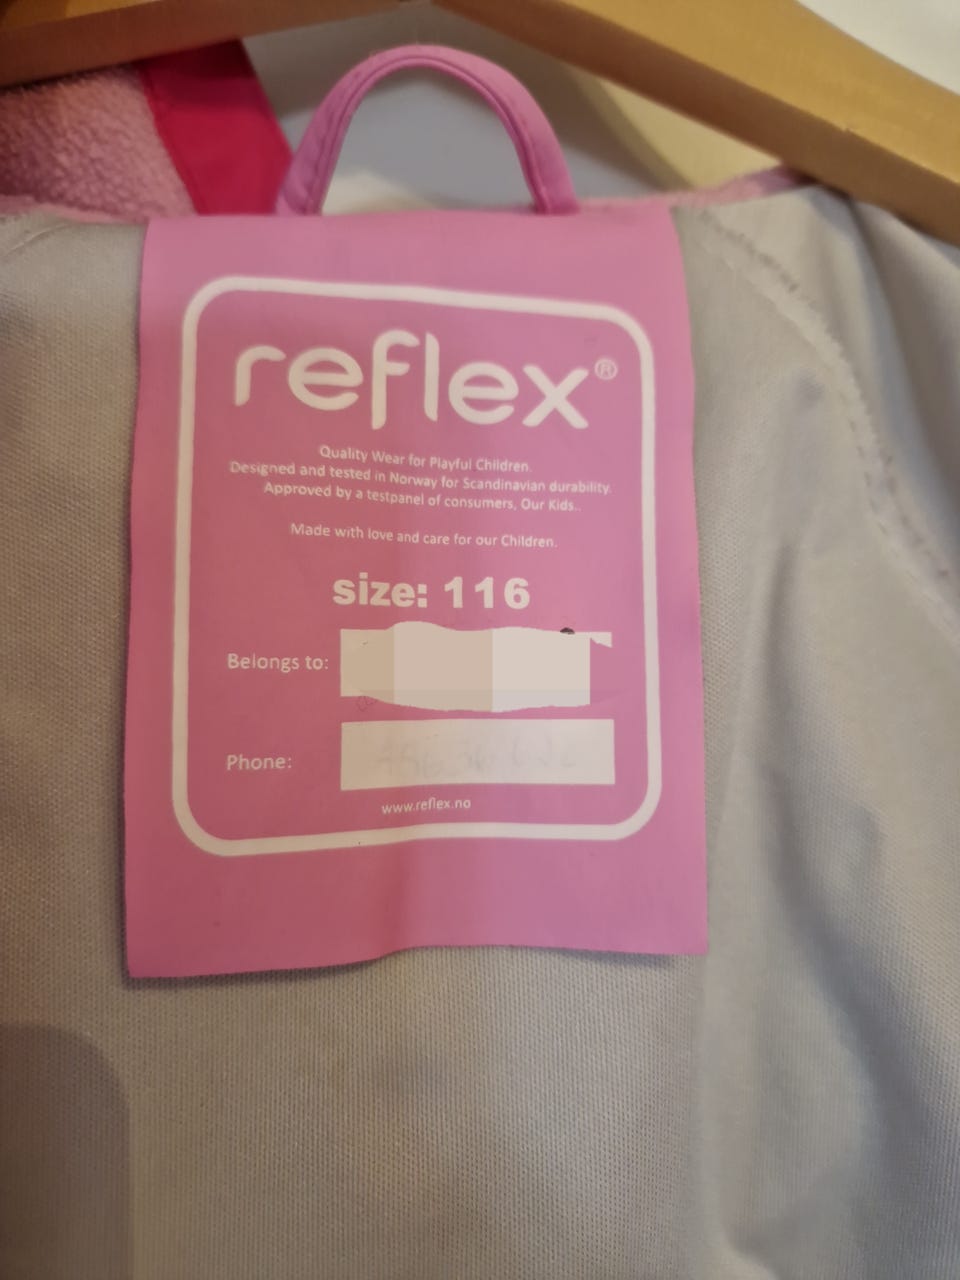 reflex®
Quality Wear for Playful Children.
Designed and tested in Norway for Scandinavian durability.
Approved by a testpanel of consumers, Our Kids..
Made with love and care for our Children.
size: 116
Belongs to:
Phone:
www.reflex.no